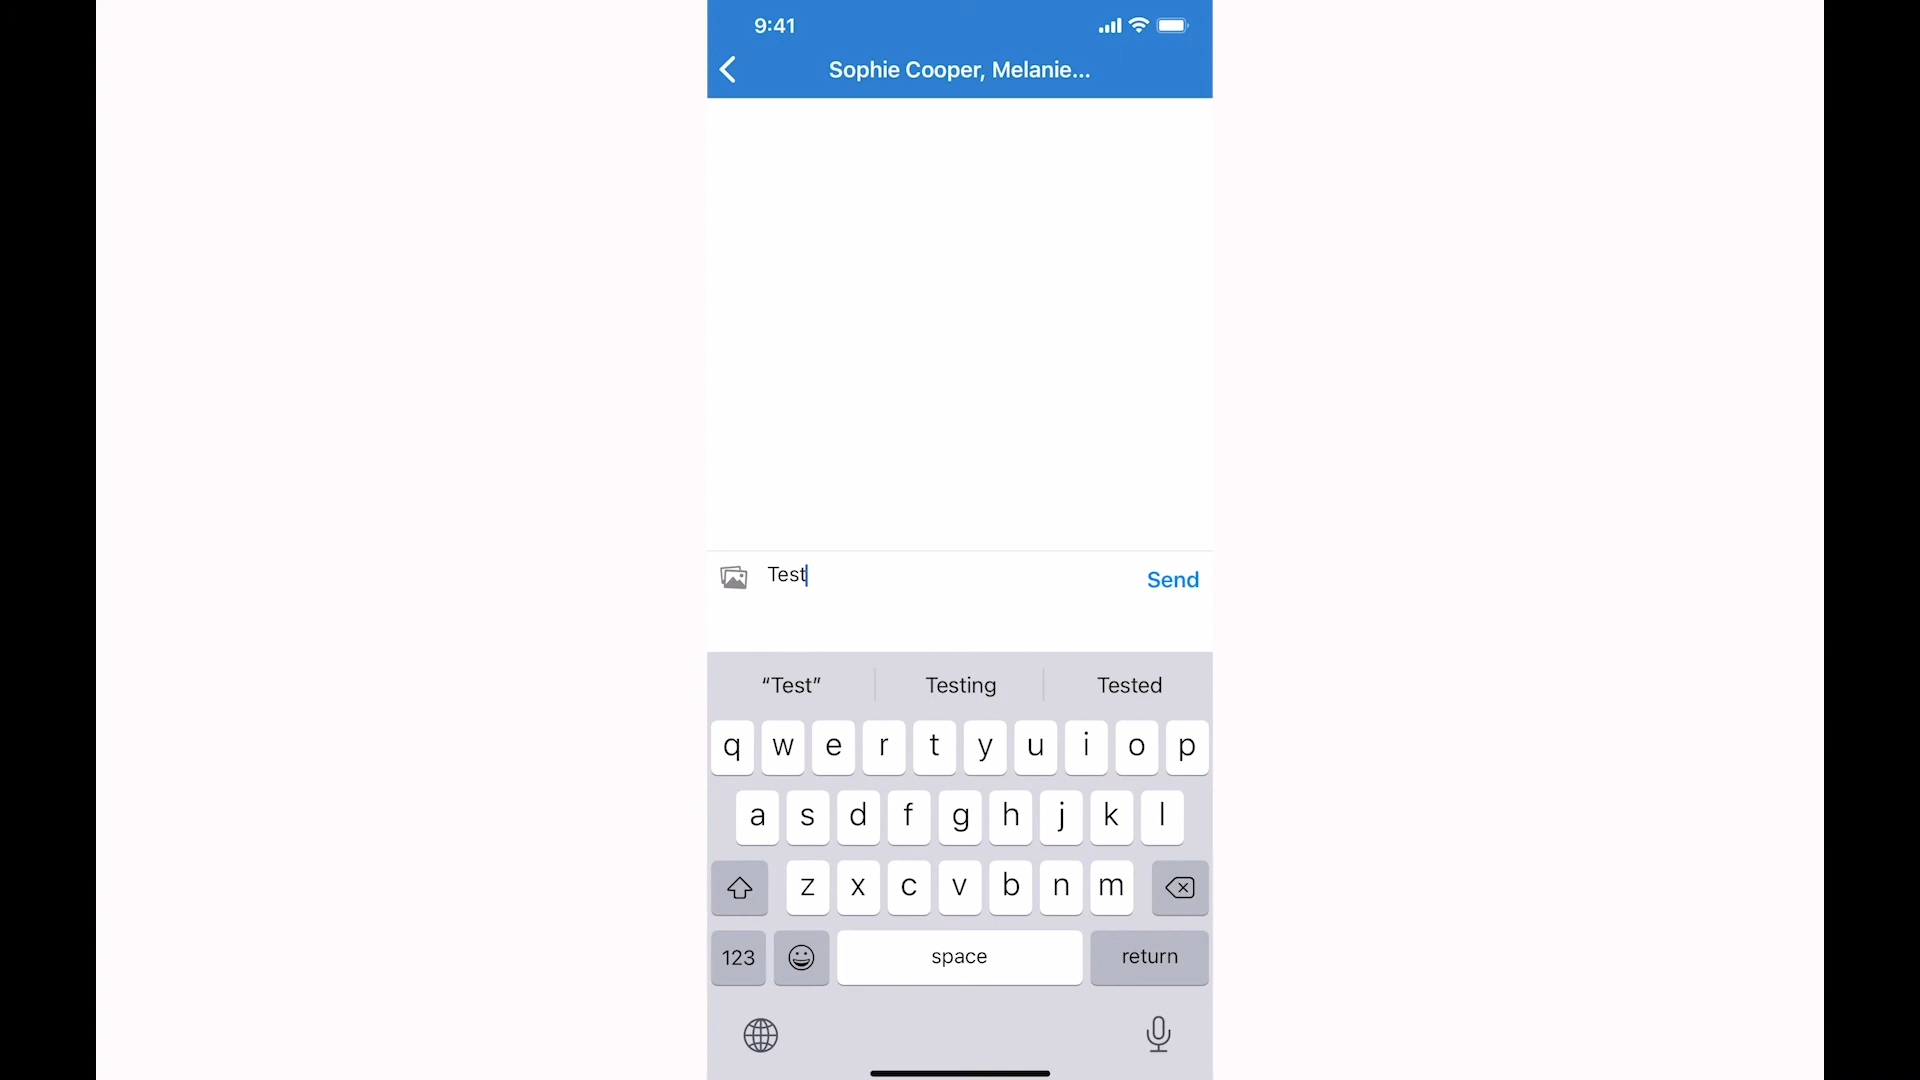 9:41
Sophie Cooper, Melanie...
Test
Send
“Test”
Testing
Tested
q w e r t y u i o p
a s d f g h j k l
z x c v b n m
123
space
return